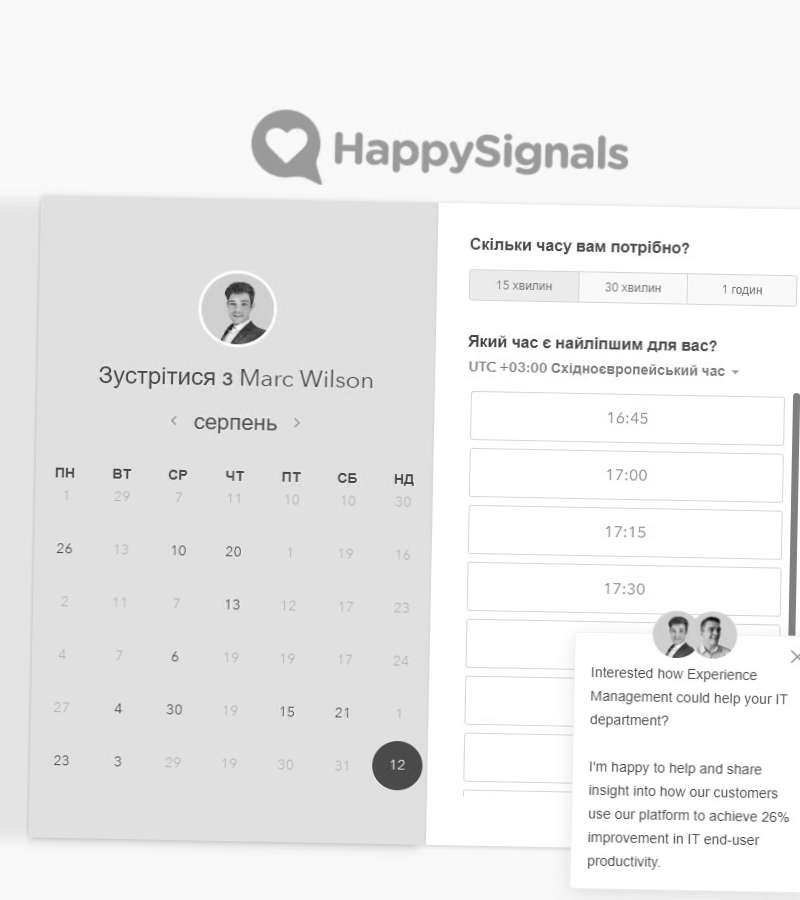 HappySignals
Зустрітися з Marc Wilson
серпень
ПН ВТ СР ЧТ ПТ СБ НД
1 29 7 11 10 10 30
26 13 10 20 1 19 16
2 11 7 13 12 17 23
4 7 6 19 19 17 24
27 4 30 19 15 21 1
23 3 29 19 30 31 12
Скільки часу вам потрібно?
15 хвилин 30 хвилин 1 годин
Який час є найліпшим для вас?
UTC +03:00 Східноєвропейський час
16:45
17:00
17:15
17:30
Interested how Experience
Management could help your IT
department?
I'm happy to help and share
insight into how our customers
use our platform to achieve 26%
improvement in IT end-user
productivity.